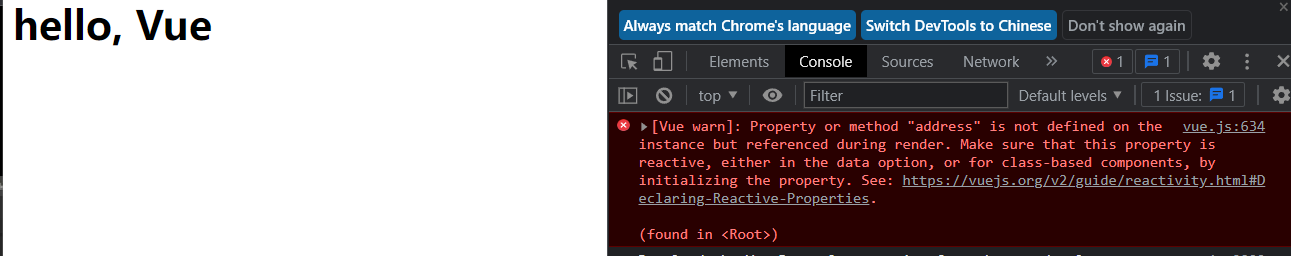 hello, Vue
Always match Chrome's language Switch DevTools to Chinese Don't show again
Elements Console Sources Network 1 1
top Filter Default levels 1 Issue: 1
[Vue warn]: Property or method "address" is not defined on the vue.js:634
instance but referenced during render. Make sure that this property is
reactive, either in the data option, or for class-based components, by
initializing the property. See: https://vuejs.org/v2/guide/reactivity.html#D
eclaring-Reactive-Properties.
(found in <Root>)